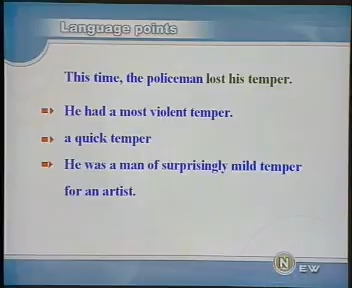 Language points
This time, the policeman lost his temper.
He had a most violent temper.
a quick temper
He was a man of surprisingly mild temper
for an artist.
NEW